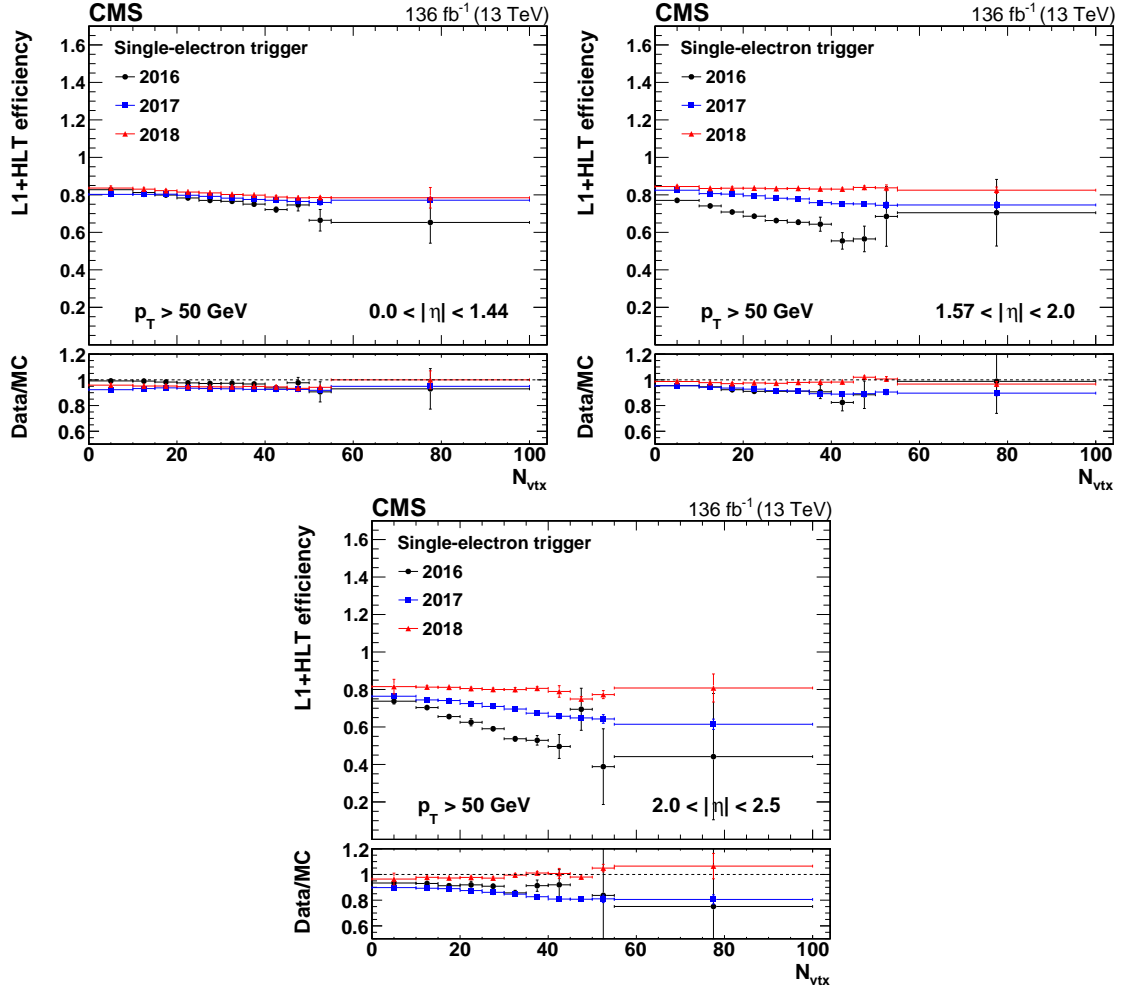 CMS 136 fb⁻¹ (13 TeV)
L1+HLT efficiency
Single-electron trigger
2016
2017
2018
1.6
1.4
1.2
1
0.8
0.6
0.4
0.2
p_T > 50 GeV 0.0 < |η| < 1.44
Data/MC
1.2
1
0.8
0.6
0 20 40 60 80 100
N_vtx
CMS 136 fb⁻¹ (13 TeV)
L1+HLT efficiency
Single-electron trigger
2016
2017
2018
1.6
1.4
1.2
1
0.8
0.6
0.4
0.2
p_T > 50 GeV 1.57 < |η| < 2.0
Data/MC
1.2
1
0.8
0.6
0 20 40 60 80 100
N_vtx
CMS 136 fb⁻¹ (13 TeV)
L1+HLT efficiency
Single-electron trigger
2016
2017
2018
1.6
1.4
1.2
1
0.8
0.6
0.4
0.2
p_T > 50 GeV 2.0 < |η| < 2.5
Data/MC
1.2
1
0.8
0.6
0 20 40 60 80 100
N_vtx